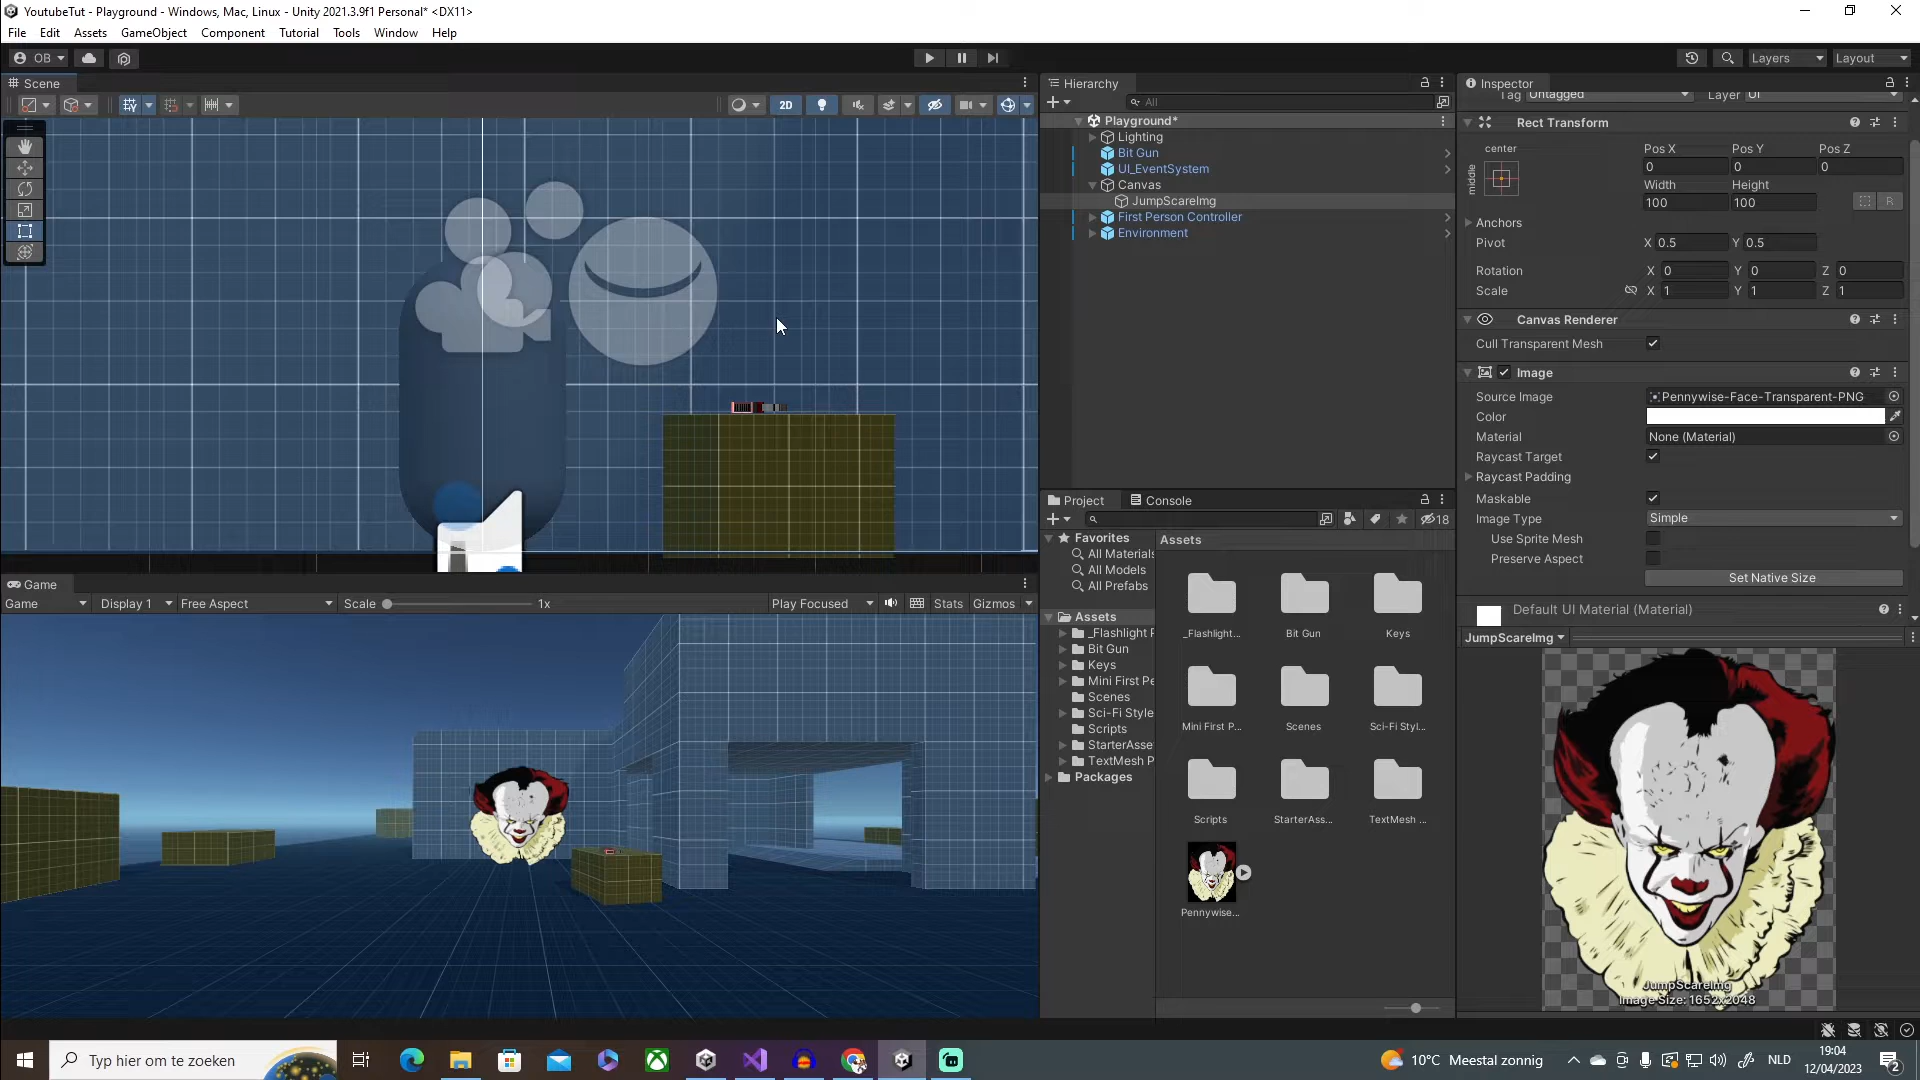 YoutubeTut - Playground - Windows, Mac, Linux - Unity 2021.3.9f1 Personal* <DX11>
File Edit Assets GameObject Component Tutorial Tools Window Help
OB
Layers
Layout
Scene
2D
Game
Game
Display 1
Free Aspect
Scale
1x
Play Focused
Stats
Gizmos
Hierarchy
All
Playground*
Lighting
Bit Gun
UI_EventSystem
Canvas
JumpScareImg
First Person Controller
Environment
Project
Console
18
Favorites
All Materials
All Models
All Prefabs
Assets
_Flashlight P
Bit Gun
Keys
Mini First Pe
Scenes
Sci-Fi Style
Scripts
StarterAsse
TextMesh P
Packages
Assets
_Flashlight...
Bit Gun
Keys
Mini First P...
Scenes
Sci-Fi Styl...
Scripts
StarterAss...
TextMesh ...
Pennywise...
Inspector
Tag Untagged
Layer UI
Rect Transform
center
middle
Pos X
Pos Y
Pos Z
0
0
0
Width
Height
100
100
R
Anchors
Pivot
X 0.5
Y 0.5
Rotation
X 0
Y 0
Z 0
Scale
X 1
Y 1
Z 1
Canvas Renderer
Cull Transparent Mesh
Image
Source Image
Pennywise-Face-Transparent-PNG
Color
Material
None (Material)
Raycast Target
Raycast Padding
Maskable
Image Type
Simple
Use Sprite Mesh
Preserve Aspect
Set Native Size
Default UI Material (Material)
JumpScareImg
JumpScareImg
Image Size: 1652x2048
Typ hier om te zoeken
10°C Meestal zonnig
NLD
19:04
12/04/2023
2